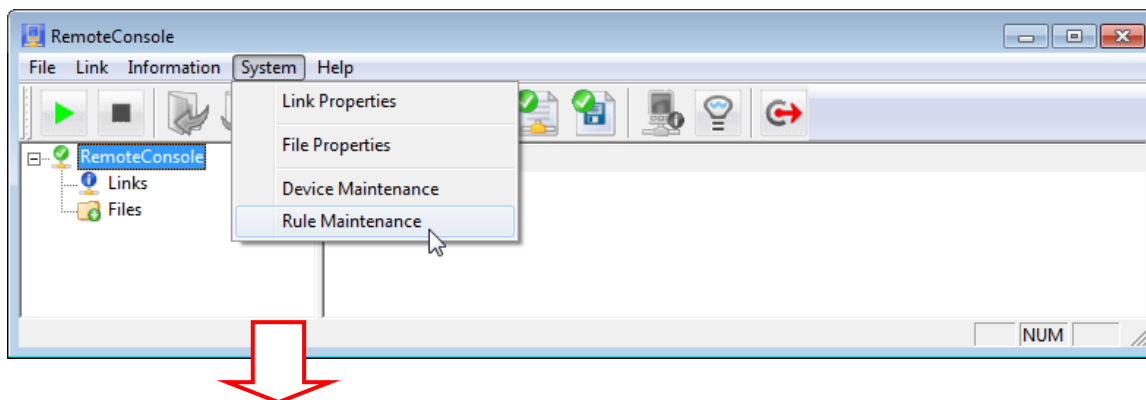 RemoteConsole
File Link Information System Help
Link Properties
File Properties
Device Maintenance
Rule Maintenance
RemoteConsole
Links
Files
NUM